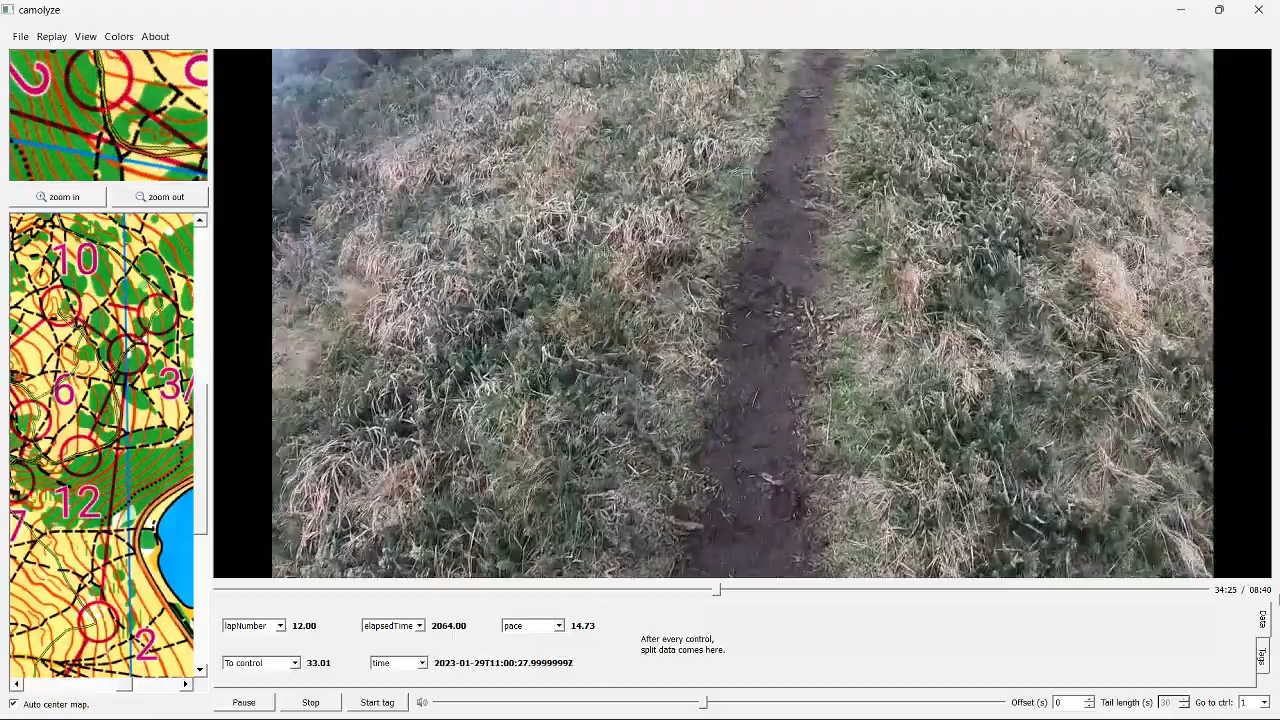 camolyze
File Replay View Colors About
zoom in zoom out
10
6
3
12
7
2
Auto center map.
34:25 / 08:40
lapNumber 12.00 elapsedTime 2064.00 pace 14.73
After every control,
split data comes here.
To control 33.01 time 2023-01-29T11:00:27.9999999Z
Data
Tags
Pause Stop Start tag Offset (s) 0 Tail length (s) 30 Go to ctrl: 1